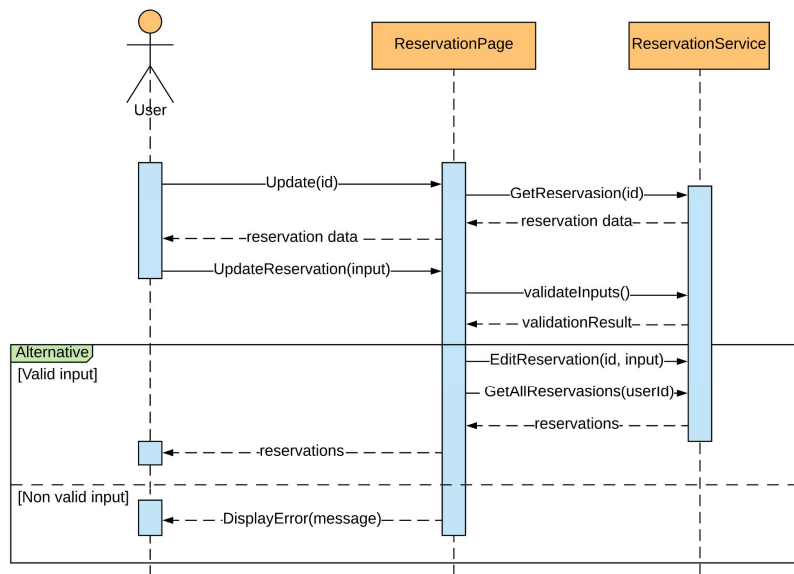 ReservationPage
ReservationService
User
Update(id)
GetReservasion(id)
reservation data
reservation data
UpdateReservation(input)
validateInputs()
validationResult
Alternative
[Valid input]
EditReservation(id, input)
GetAllReservasions(userId)
reservations
reservations
[Non valid input]
DisplayError(message)